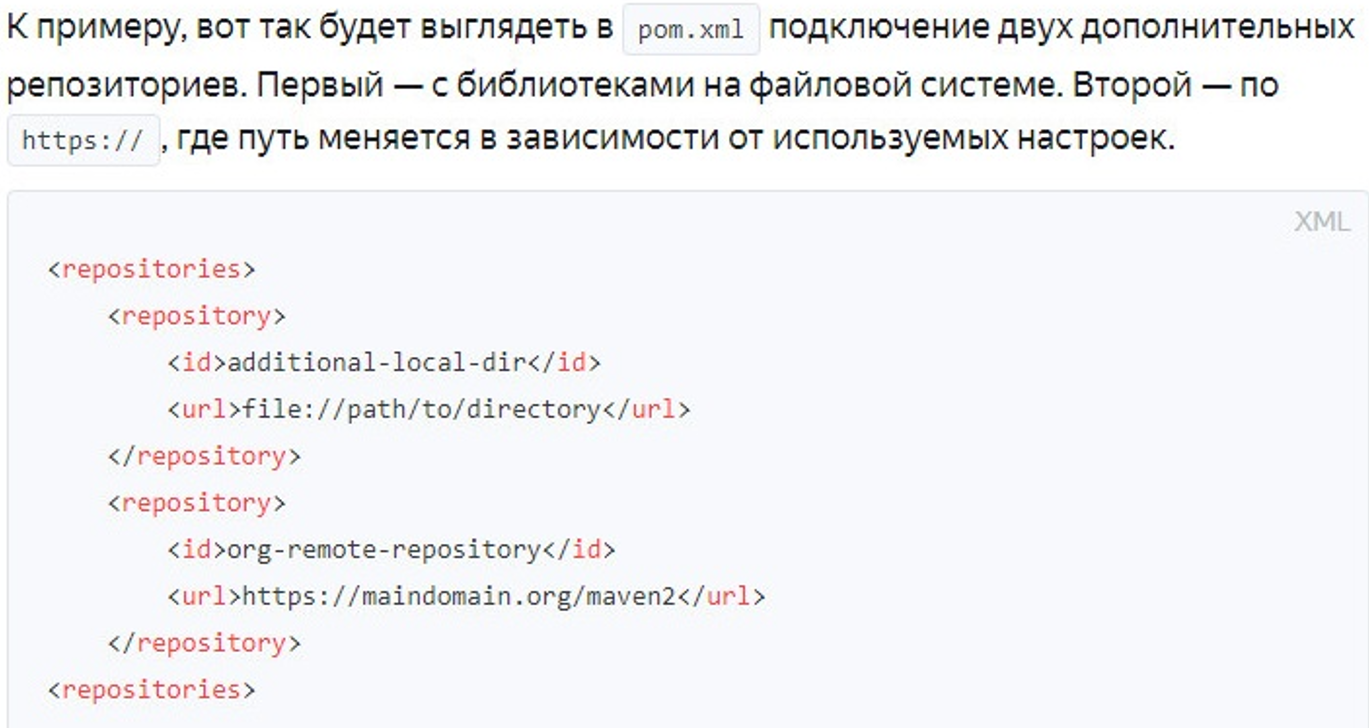 К примеру, вот так будет выглядеть в pom.xml подключение двух дополнительных
репозиториев. Первый — с библиотеками на файловой системе. Второй — по
https:// , где путь меняется в зависимости от используемых настроек.
XML
<repositories>
    <repository>
        <id>additional-local-dir</id>
        <url>file://path/to/directory</url>
    </repository>
    <repository>
        <id>org-remote-repository</id>
        <url>https://maindomain.org/maven2</url>
    </repository>
<repositories>